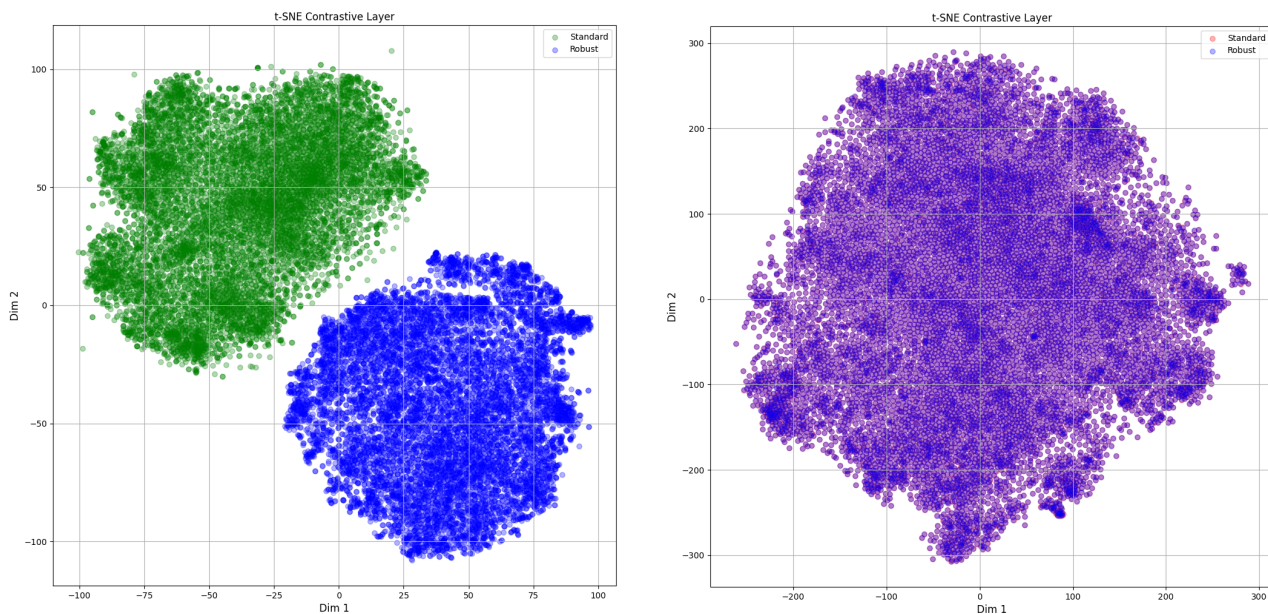 t-SNE Contrastive Layer
Standard
Robust
100
50
0
−50
−100
Dim 2
−100 −75 −50 −25 0 25 50 75 100
Dim 1
t-SNE Contrastive Layer
Standard
Robust
300
200
100
0
−100
−200
−300
Dim 2
−200 −100 0 100 200 300
Dim 1